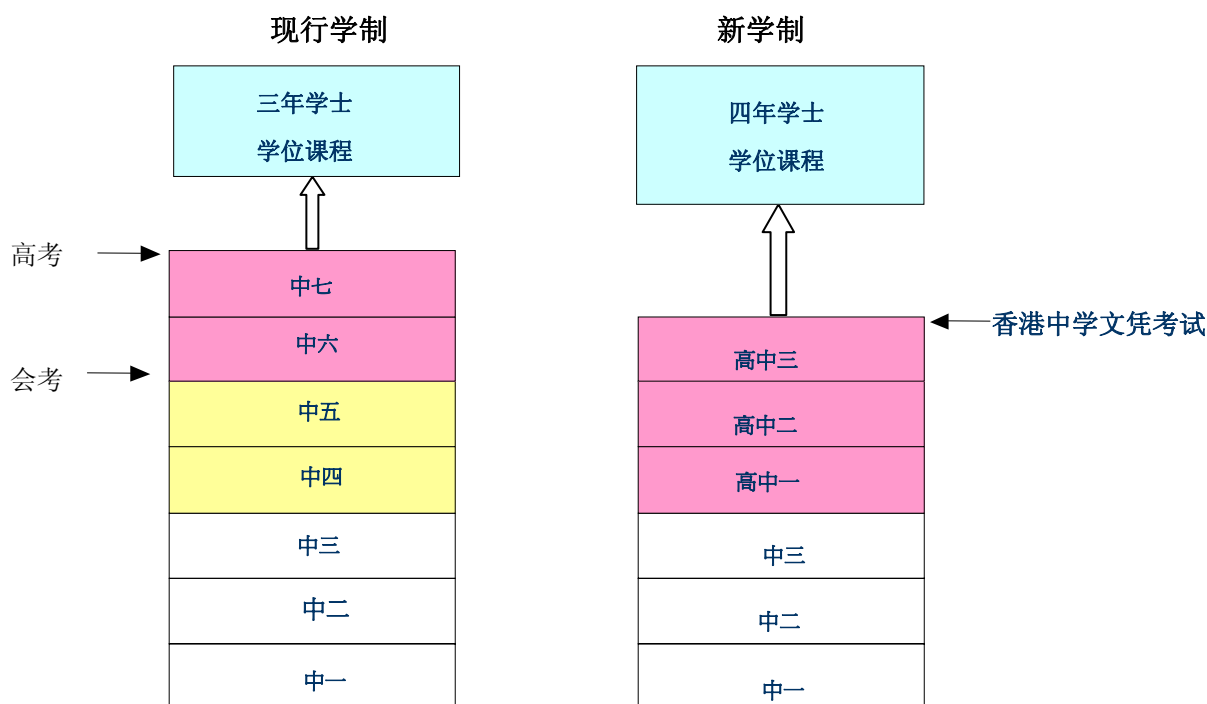 现行学制
三年学士
学位课程
高考
中七
中六
会考
中五
中四
中三
中二
中一
新学制
四年学士
学位课程
香港中学文凭考试
高中三
高中二
高中一
中三
中二
中一